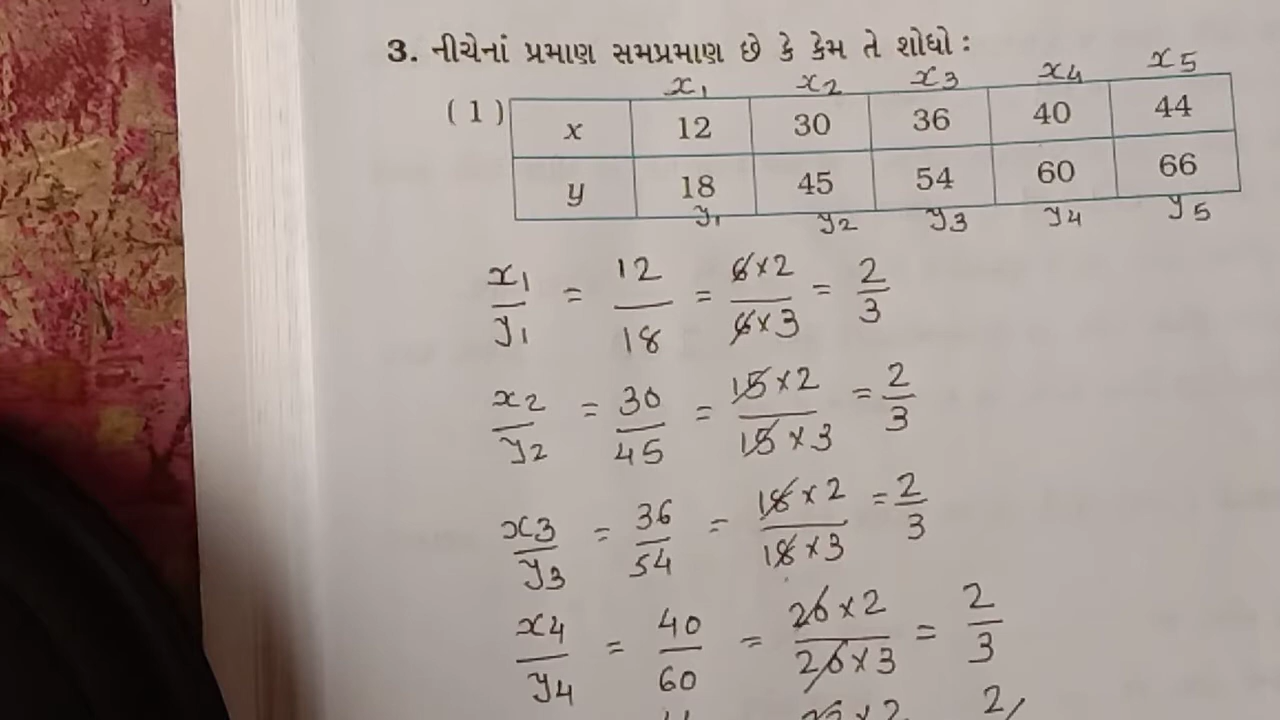 3. નીચેનાં પ્રમાણ સમપ્રમાણ છે કે કેમ તે શોધો :
x₁ x₂ x₃ x₄ x₅
(1) x 12 30 36 40 44
y 18 45 54 60 66
y₁ y₂ y₃ y₄ y₅
x₁/y₁ = 12/18 = 6×2/6×3 = 2/3
x₂/y₂ = 30/45 = 15×2/15×3 = 2/3
x₃/y₃ = 36/54 = 18×2/18×3 = 2/3
x₄/y₄ = 40/60 = 20×2/20×3 = 2/3
×2 2